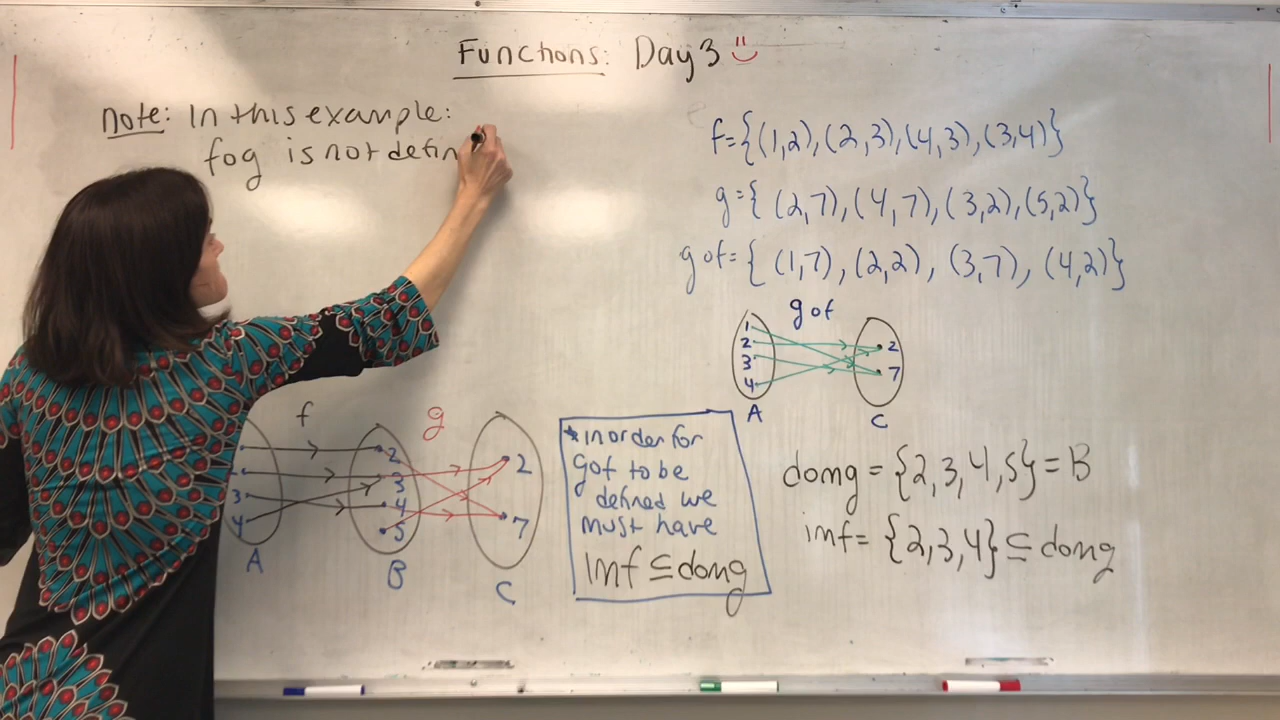 Functions: Day 3
note: In this example:
fog is not defin
f={(1,2),(2,3),(4,3),(3,4)}
g={(2,7),(4,7),(3,2),(5,2)}
gof={(1,7),(2,2),(3,7),(4,2)}
gof
1
2
3
4
2
7
A
C
f
g
3
4
2
3
4
5
2
7
A
B
C
* in order for
gof to be
defined we
must have
imf ⊆ domg
domg = {2,3,4,5} = B
imf = {2,3,4} ⊆ domg